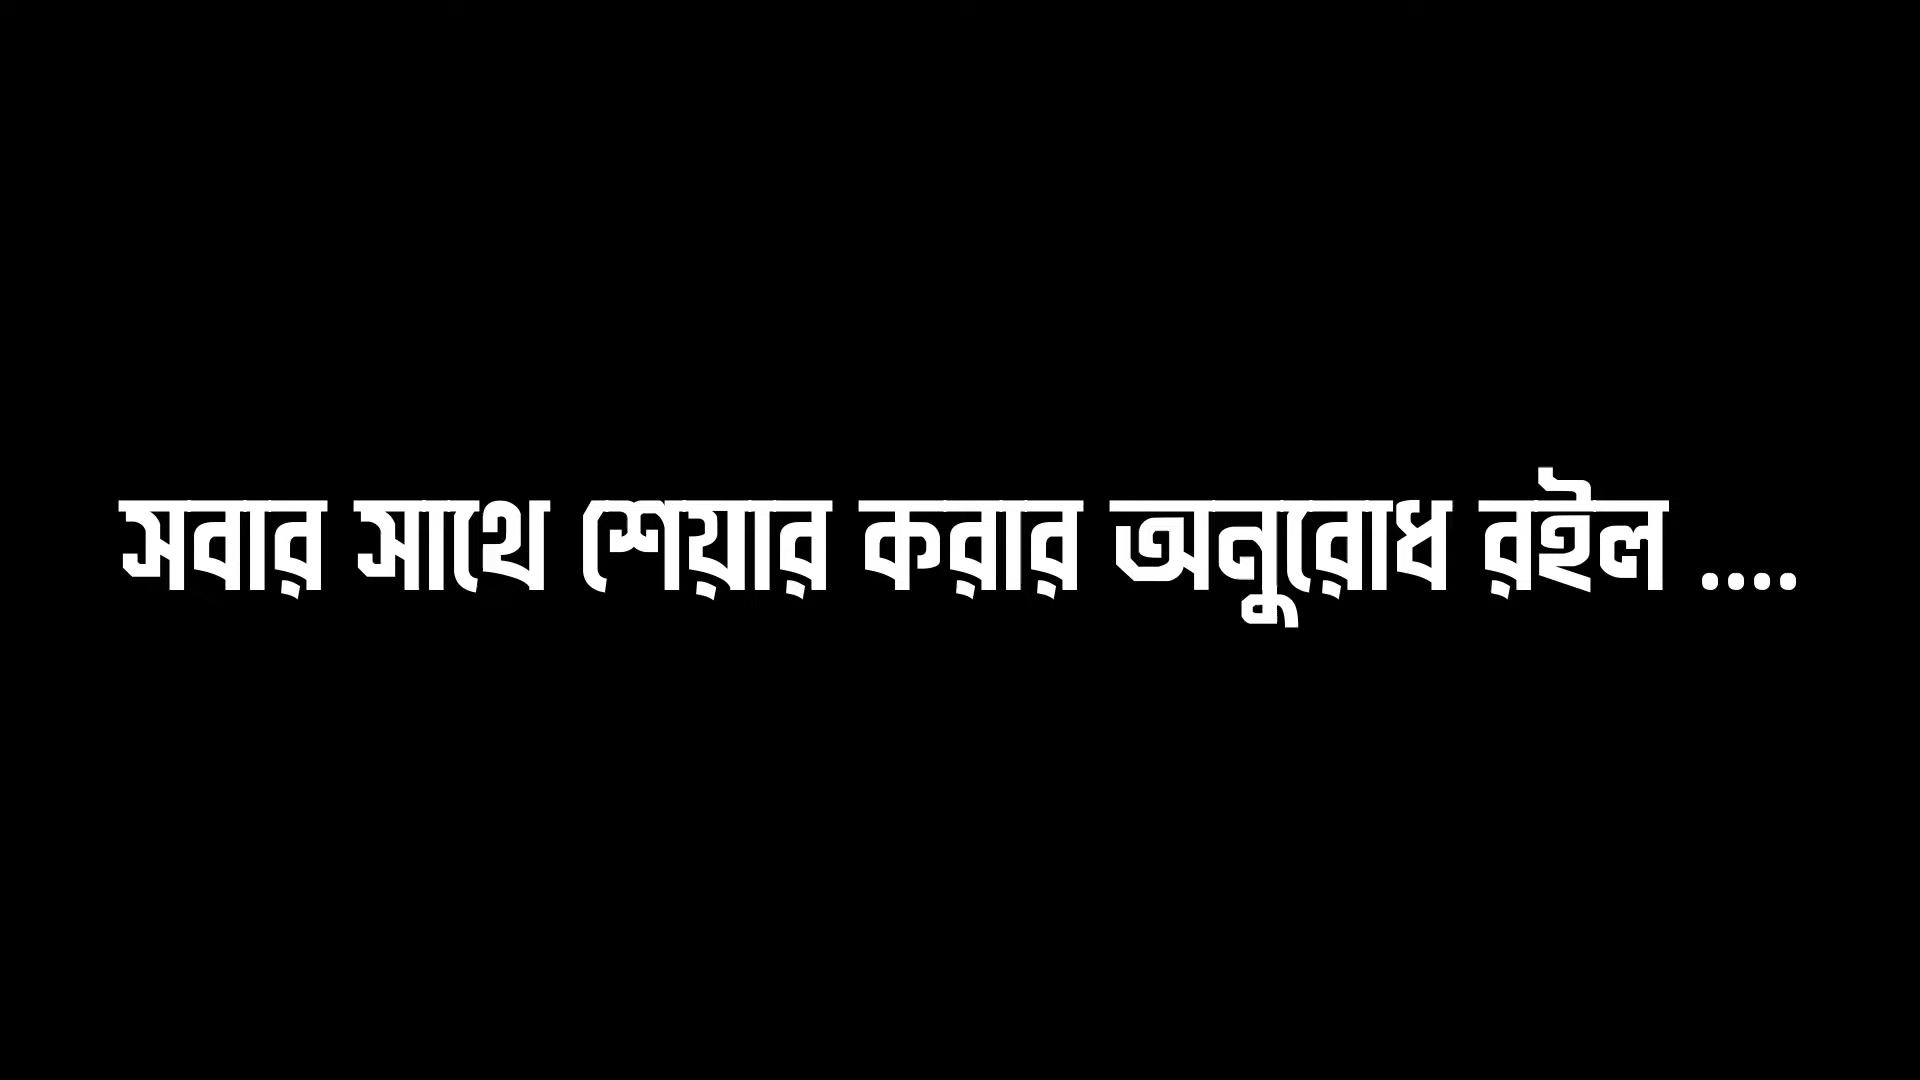 সবার সাথে শেয়ার করার অনুরোধ রইল ....